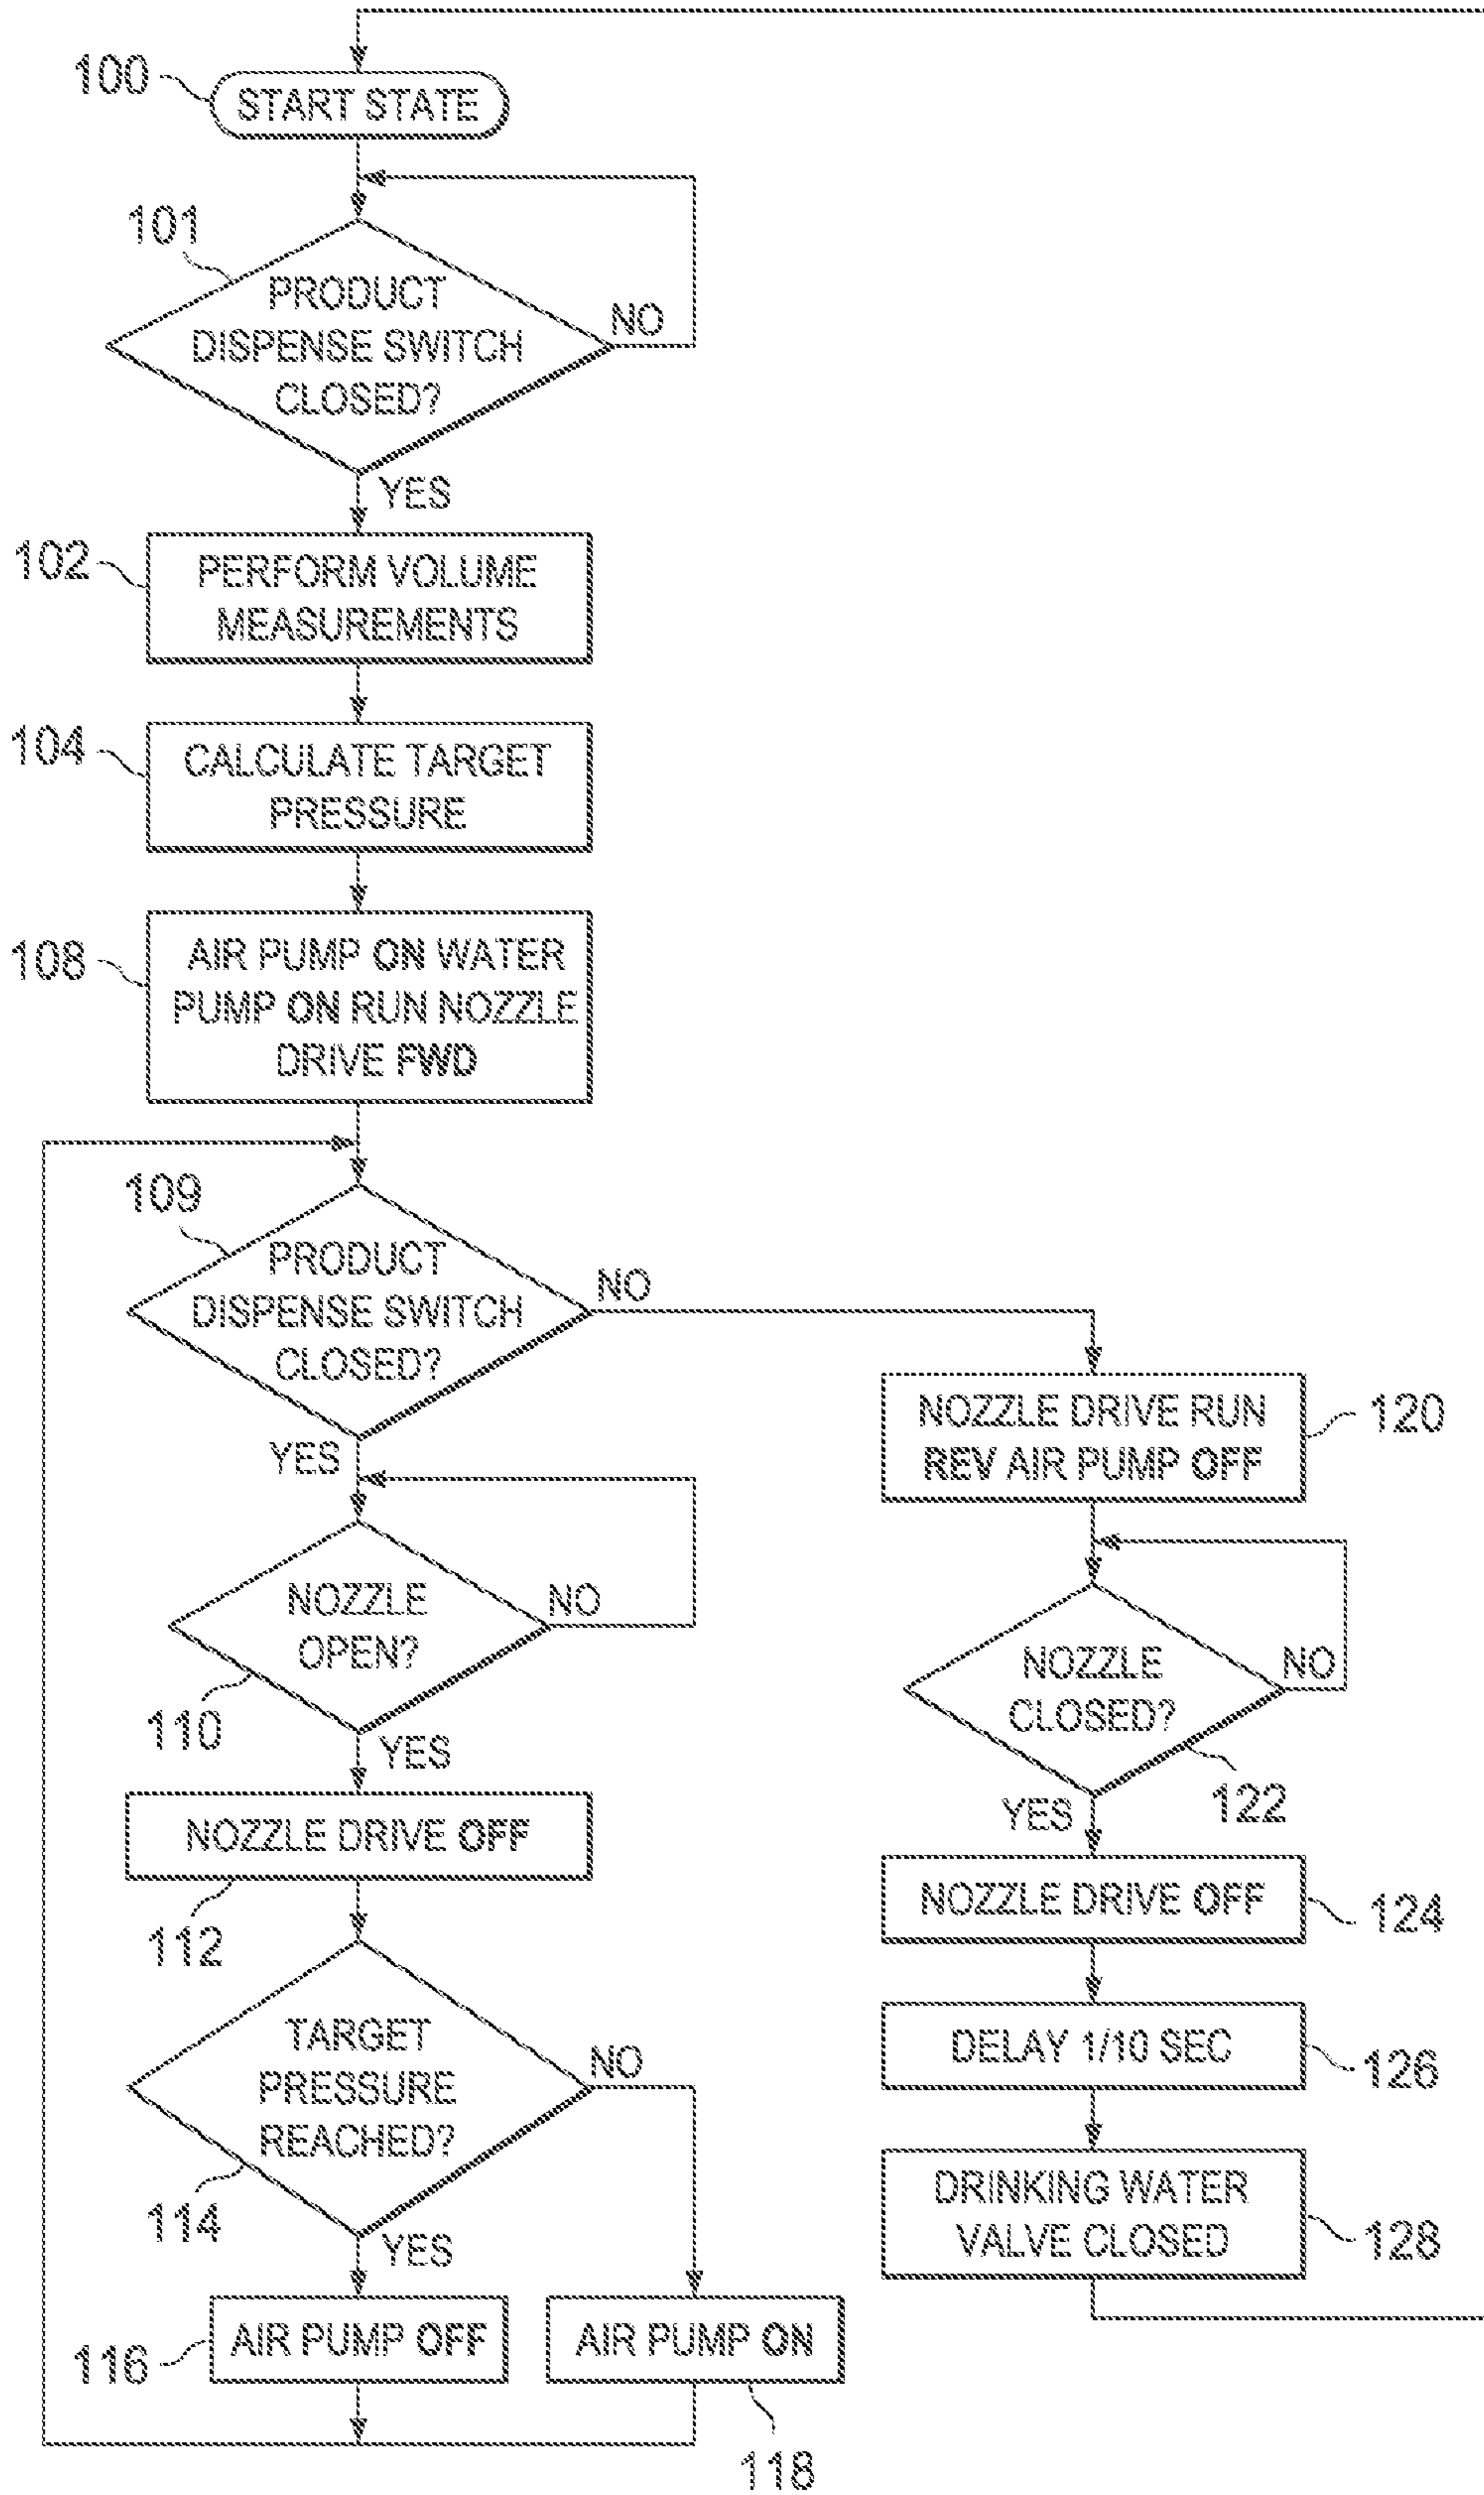 100
START STATE
101
PRODUCT
DISPENSE SWITCH
CLOSED?
NO
YES
102
PERFORM VOLUME
MEASUREMENTS
104
CALCULATE TARGET
PRESSURE
108
AIR PUMP ON WATER
PUMP ON RUN NOZZLE
DRIVE FWD
109
PRODUCT
DISPENSE SWITCH
CLOSED?
NO
YES
NOZZLE
OPEN?
NO
110
YES
NOZZLE DRIVE OFF
112
TARGET
PRESSURE
REACHED?
NO
114
YES
AIR PUMP OFF
116
AIR PUMP ON
118
NOZZLE DRIVE RUN
REV AIR PUMP OFF
120
NOZZLE
CLOSED?
NO
122
YES
NOZZLE DRIVE OFF
124
DELAY 1/10 SEC
126
DRINKING WATER
VALVE CLOSED
128